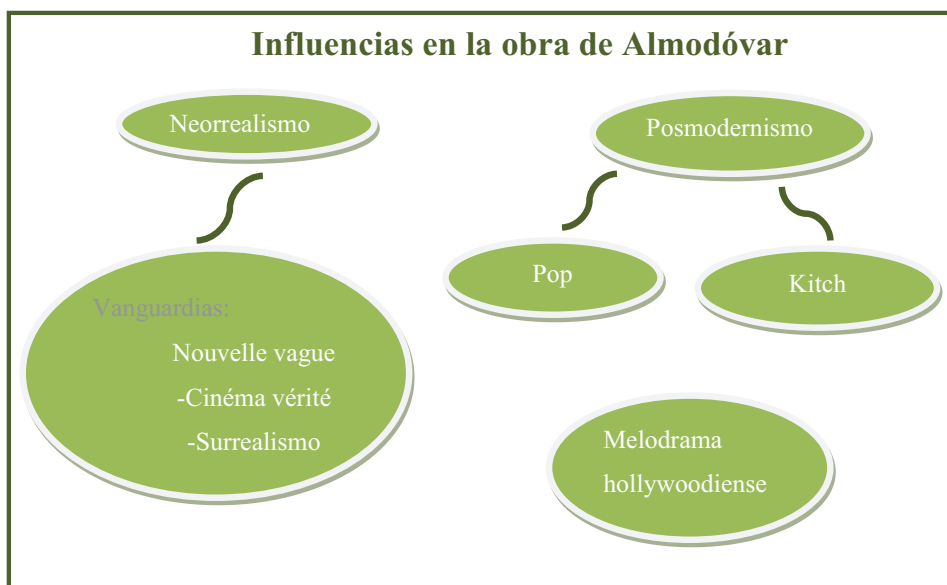 Influencias en la obra de Almodóvar
Neorrealismo
Posmodernismo
Pop
Kitch
Vanguardias:
Nouvelle vague
-Cinéma vérité
-Surrealismo
Melodrama
hollywoodiense